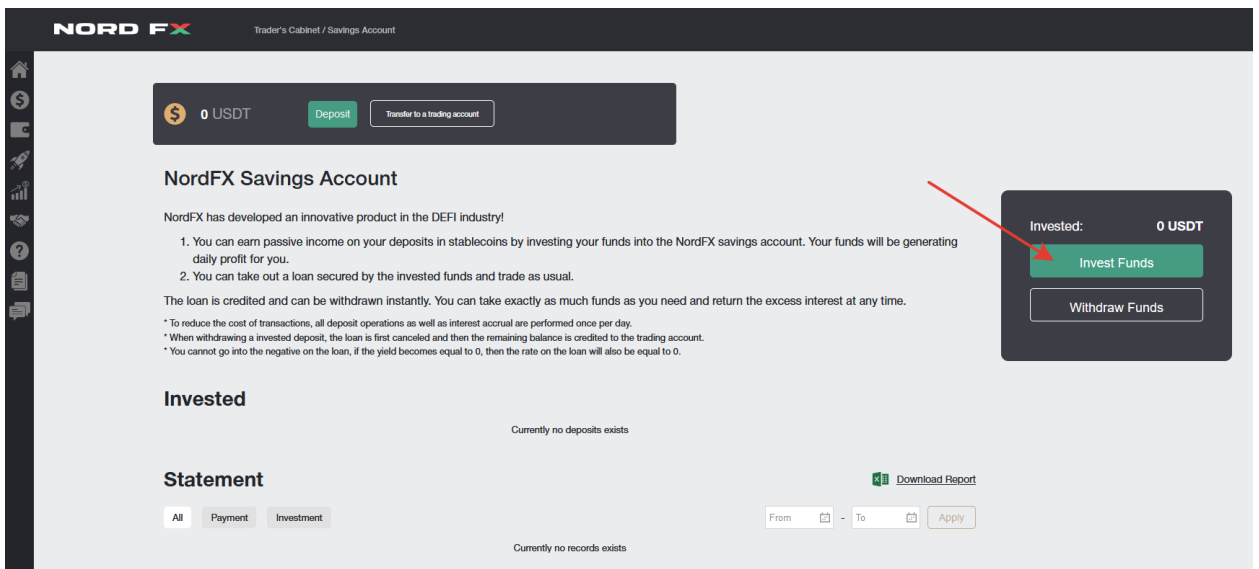 NORD FX
Trader's Cabinet / Savings Account
0 USDT
Deposit
Transfer to a trading account
NordFX Savings Account
NordFX has developed an innovative product in the DEFI industry!
1. You can earn passive income on your deposits in stablecoins by investing your funds into the NordFX savings account. Your funds will be generating
daily profit for you.
2. You can take out a loan secured by the invested funds and trade as usual.
The loan is credited and can be withdrawn instantly. You can take exactly as much funds as you need and return the excess interest at any time.
* To reduce the cost of transactions, all deposit operations as well as interest accrual are performed once per day.
* When withdrawing a invested deposit, the loan is first canceled and then the remaining balance is credited to the trading account.
* You cannot go into the negative on the loan, if the yield becomes equal to 0, then the rate on the loan will also be equal to 0.
Invested: 0 USDT
Invest Funds
Withdraw Funds
Invested
Currently no deposits exists
Statement
Download Report
All Payment Investment
From - To Apply
Currently no records exists